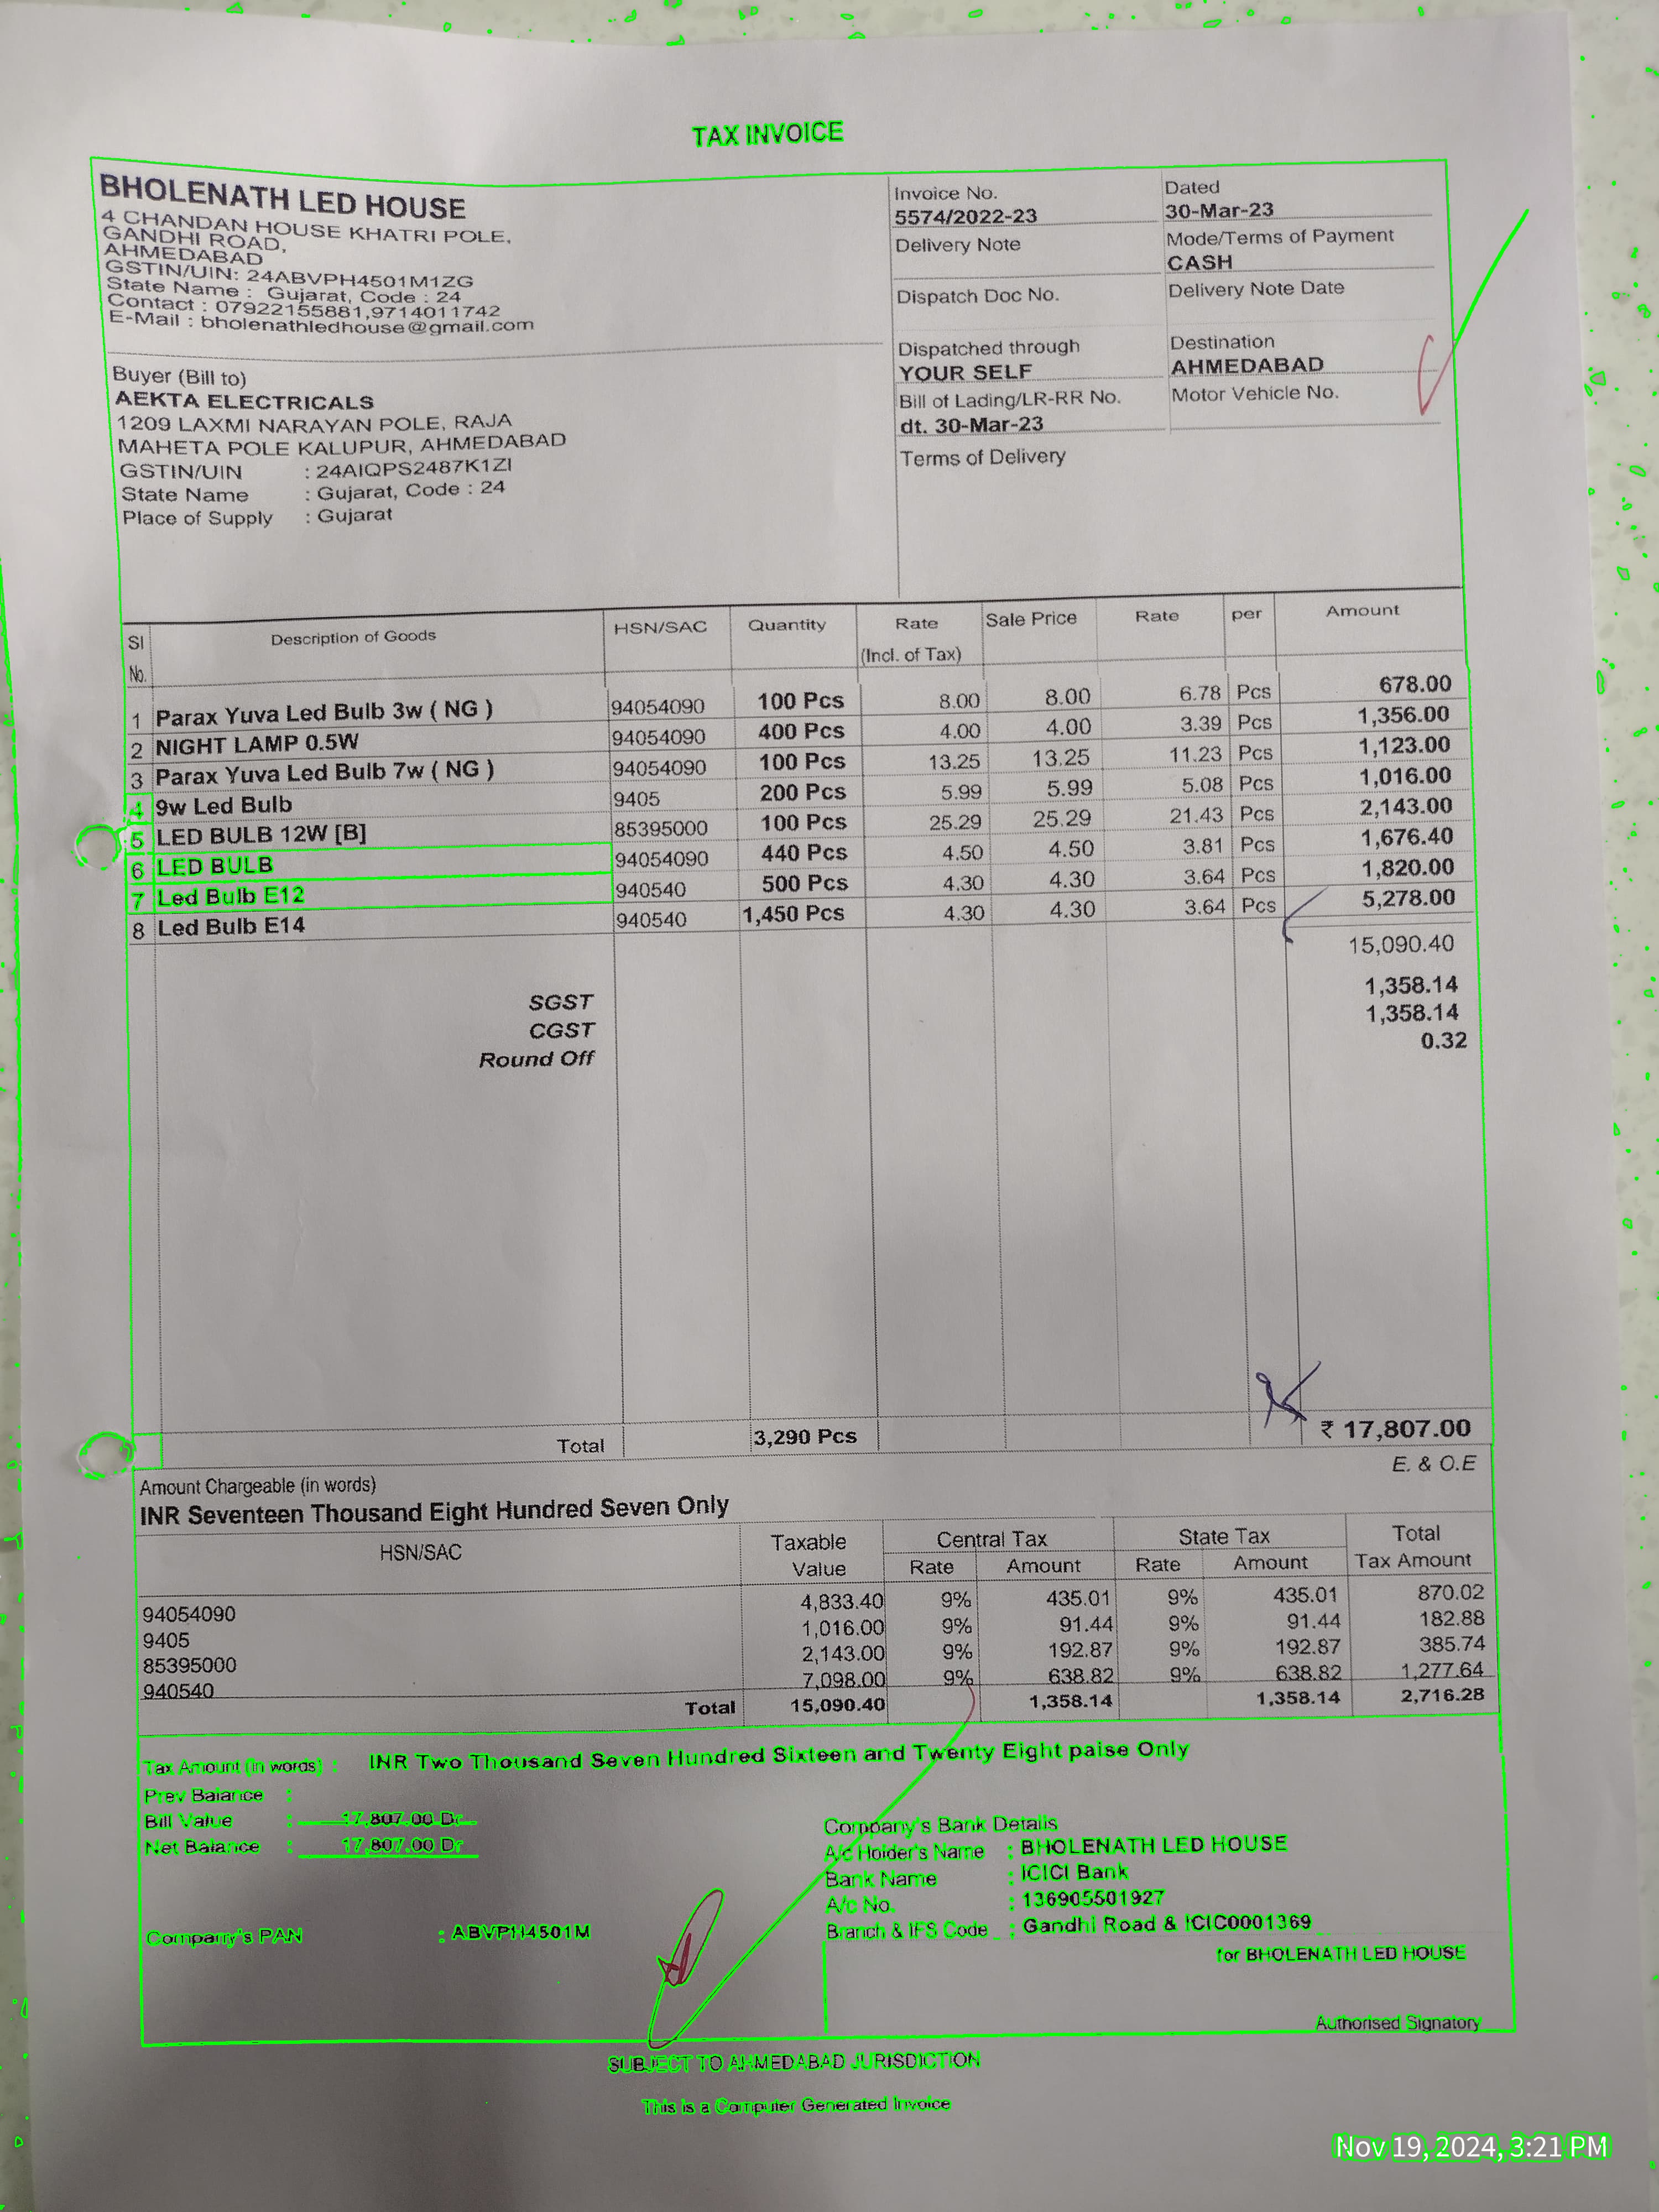 TAX INVOICE
BHOLENATH LED HOUSE
4 CHANDAN HOUSE KHATRI POLE,
GANDHI ROAD,
AHMEDABAD
GSTIN/UIN: 24ABVPH4501M1ZG
State Name : Gujarat, Code : 24
Contact : 07922155881,9714011742
E-Mail : bholenathledhouse@gmail.com
Invoice No.
5574/2022-23
Dated
30-Mar-23
Delivery Note
Mode/Terms of Payment
CASH
Dispatch Doc No.
Delivery Note Date
Dispatched through
YOUR SELF
Destination
AHMEDABAD
Bill of Lading/LR-RR No.
dt. 30-Mar-23
Motor Vehicle No.
Terms of Delivery
Buyer (Bill to)
AEKTA ELECTRICALS
1209 LAXMI NARAYAN POLE, RAJA
MAHETA POLE KALUPUR, AHMEDABAD
GSTIN/UIN : 24AIQPS2487K1ZI
State Name : Gujarat, Code : 24
Place of Supply : Gujarat
Sl No. Description of Goods HSN/SAC Quantity Rate (Incl. of Tax) Sale Price Rate per Amount
1 Parax Yuva Led Bulb 3w ( NG ) 94054090 100 Pcs 8.00 8.00 6.78 Pcs 678.00
2 NIGHT LAMP 0.5W 94054090 400 Pcs 4.00 4.00 3.39 Pcs 1,356.00
3 Parax Yuva Led Bulb 7w ( NG ) 94054090 100 Pcs 13.25 13.25 11.23 Pcs 1,123.00
4 9w Led Bulb 9405 200 Pcs 5.99 5.99 5.08 Pcs 1,016.00
5 LED BULB 12W [B] 85395000 100 Pcs 25.29 25.29 21.43 Pcs 2,143.00
6 LED BULB 94054090 440 Pcs 4.50 4.50 3.81 Pcs 1,676.40
7 Led Bulb E12 940540 500 Pcs 4.30 4.30 3.64 Pcs 1,820.00
8 Led Bulb E14 940540 1,450 Pcs 4.30 4.30 3.64 Pcs 5,278.00
15,090.40
SGST 1,358.14
CGST 1,358.14
Round Off 0.32
Total 3,290 Pcs ₹ 17,807.00
E. & O.E
Amount Chargeable (in words)
INR Seventeen Thousand Eight Hundred Seven Only
HSN/SAC Taxable Value Central Tax Rate Amount State Tax Rate Amount Total Tax Amount
94054090 4,833.40 9% 435.01 9% 435.01 870.02
9405 1,016.00 9% 91.44 9% 91.44 182.88
85395000 2,143.00 9% 192.87 9% 192.87 385.74
940540 7,098.00 9% 638.82 9% 638.82 1,277.64
Total 15,090.40 1,358.14 1,358.14 2,716.28
Tax Amount (in words) : INR Two Thousand Seven Hundred Sixteen and Twenty Eight paise Only
Prev Balance :
Bill Value : 17,807.00 Dr
Net Balance : 17,807.00 Dr
Company's PAN : ABVPH4501M
Company's Bank Details
A/c Holder's Name : BHOLENATH LED HOUSE
Bank Name : ICICI Bank
A/c No. : 136905501927
Branch & IFS Code : Gandhi Road & ICIC0001369
for BHOLENATH LED HOUSE
Authorised Signatory
SUBJECT TO AHMEDABAD JURISDICTION
This is a Computer Generated Invoice
Nov 19, 2024, 3:21 PM